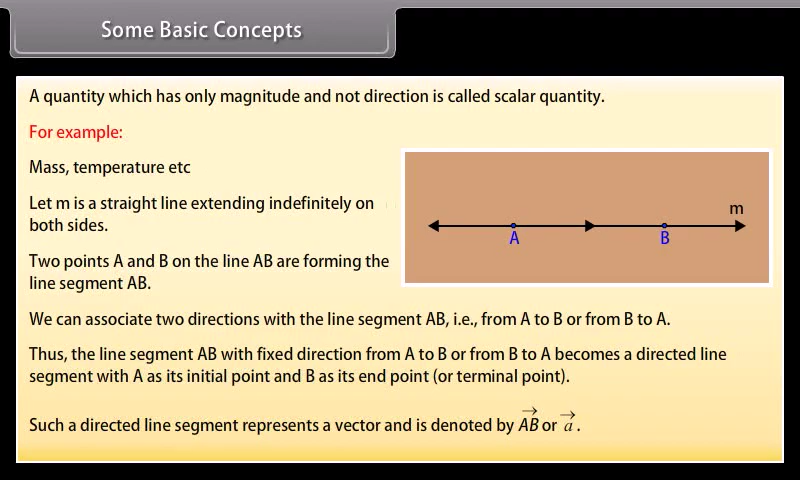 Some Basic Concepts
A quantity which has only magnitude and not direction is called scalar quantity.
For example:
Mass, temperature etc
Let m is a straight line extending indefinitely on
both sides.
m
A B
Two points A and B on the line AB are forming the
line segment AB.
We can associate two directions with the line segment AB, i.e., from A to B or from B to A.
Thus, the line segment AB with fixed direction from A to B or from B to A becomes a directed line
segment with A as its initial point and B as its end point (or terminal point).
Such a directed line segment represents a vector and is denoted by $\overrightarrow{AB}$ or $\overrightarrow{a}$.